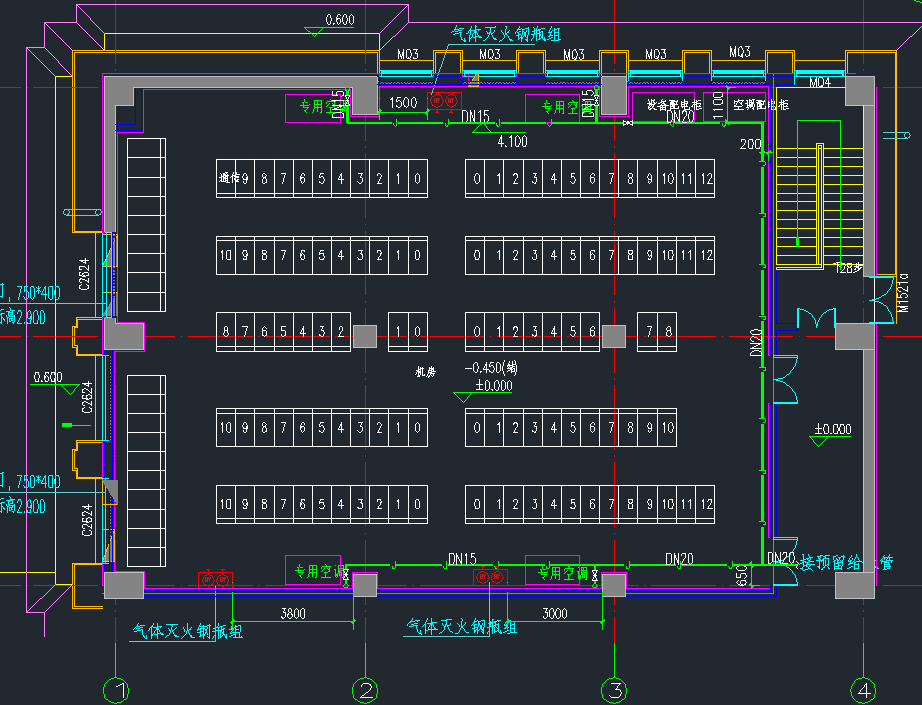 0.600
气体灭火钢瓶组
MQ3 MQ3 MQ3 MQ3 MQ3
MQ4
专用空 DN15 1500 专用空 DN15 设备配电柜 1100 空调配电柜
DN15 DN20
4.100
200
通信 9 8 7 6 5 4 3 2 1 0
0 1 2 3 4 5 6 7 8 9 10 11 12
C2624
10 9 8 7 6 5 4 3 2 1 0
0 1 2 3 4 5 6 7 8 9 10 11 12
下28步
M1521a
750*400
标高2.900
8 7 6 5 4 3 2
1 0
0 1 2 3 4 5 6
7 8
DN20
机房
-0.450(结)
±0.000
0.600
C2624
10 9 8 7 6 5 4 3 2 1 0
0 1 2 3 4 5 6 7 8 9 10
±0.000
750*400
标高2.900
C2624
10 9 8 7 6 5 4 3 2 1 0
0 1 2 3 4 5 6 7 8 9 10 11 12
DN15 DN20 DN20
接预留给 管
专用空调 专用空调 650
3800 3000
气体灭火钢瓶组 气体灭火钢瓶组
1 2 3 4